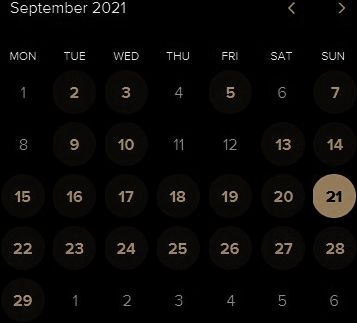 September 2021
MON TUE WED THU FRI SAT SUN
1 2 3 4 5 6 7
8 9 10 11 12 13 14
15 16 17 18 19 20 21
22 23 24 25 26 27 28
29 1 2 3 4 5 6